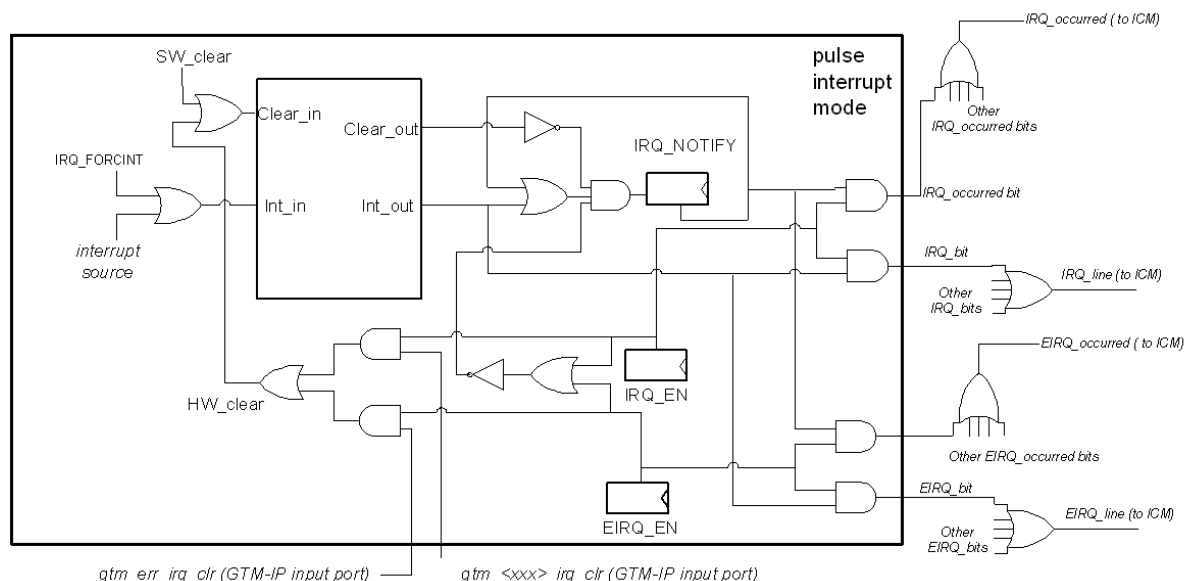 IRQ_occurred ( to ICM)
pulse
interrupt
mode
SW_clear
Clear_in
Clear_out
Other
IRQ_occurred bits
IRQ_NOTIFY
IRQ_FORCINT
Int_in
Int_out
IRQ_occurred bit
interrupt
source
IRQ_bit
IRQ_line (to ICM)
Other
IRQ_bits
EIRQ_occurred ( to ICM)
IRQ_EN
HW_clear
Other EIRQ_occurred bits
EIRQ_bit
EIRQ_EN
EIRQ_line (to ICM)
Other
EIRQ_bits
gtm_err_irq_clr (GTM-IP input port)
gtm_<xxx>_irq_clr (GTM-IP input port)